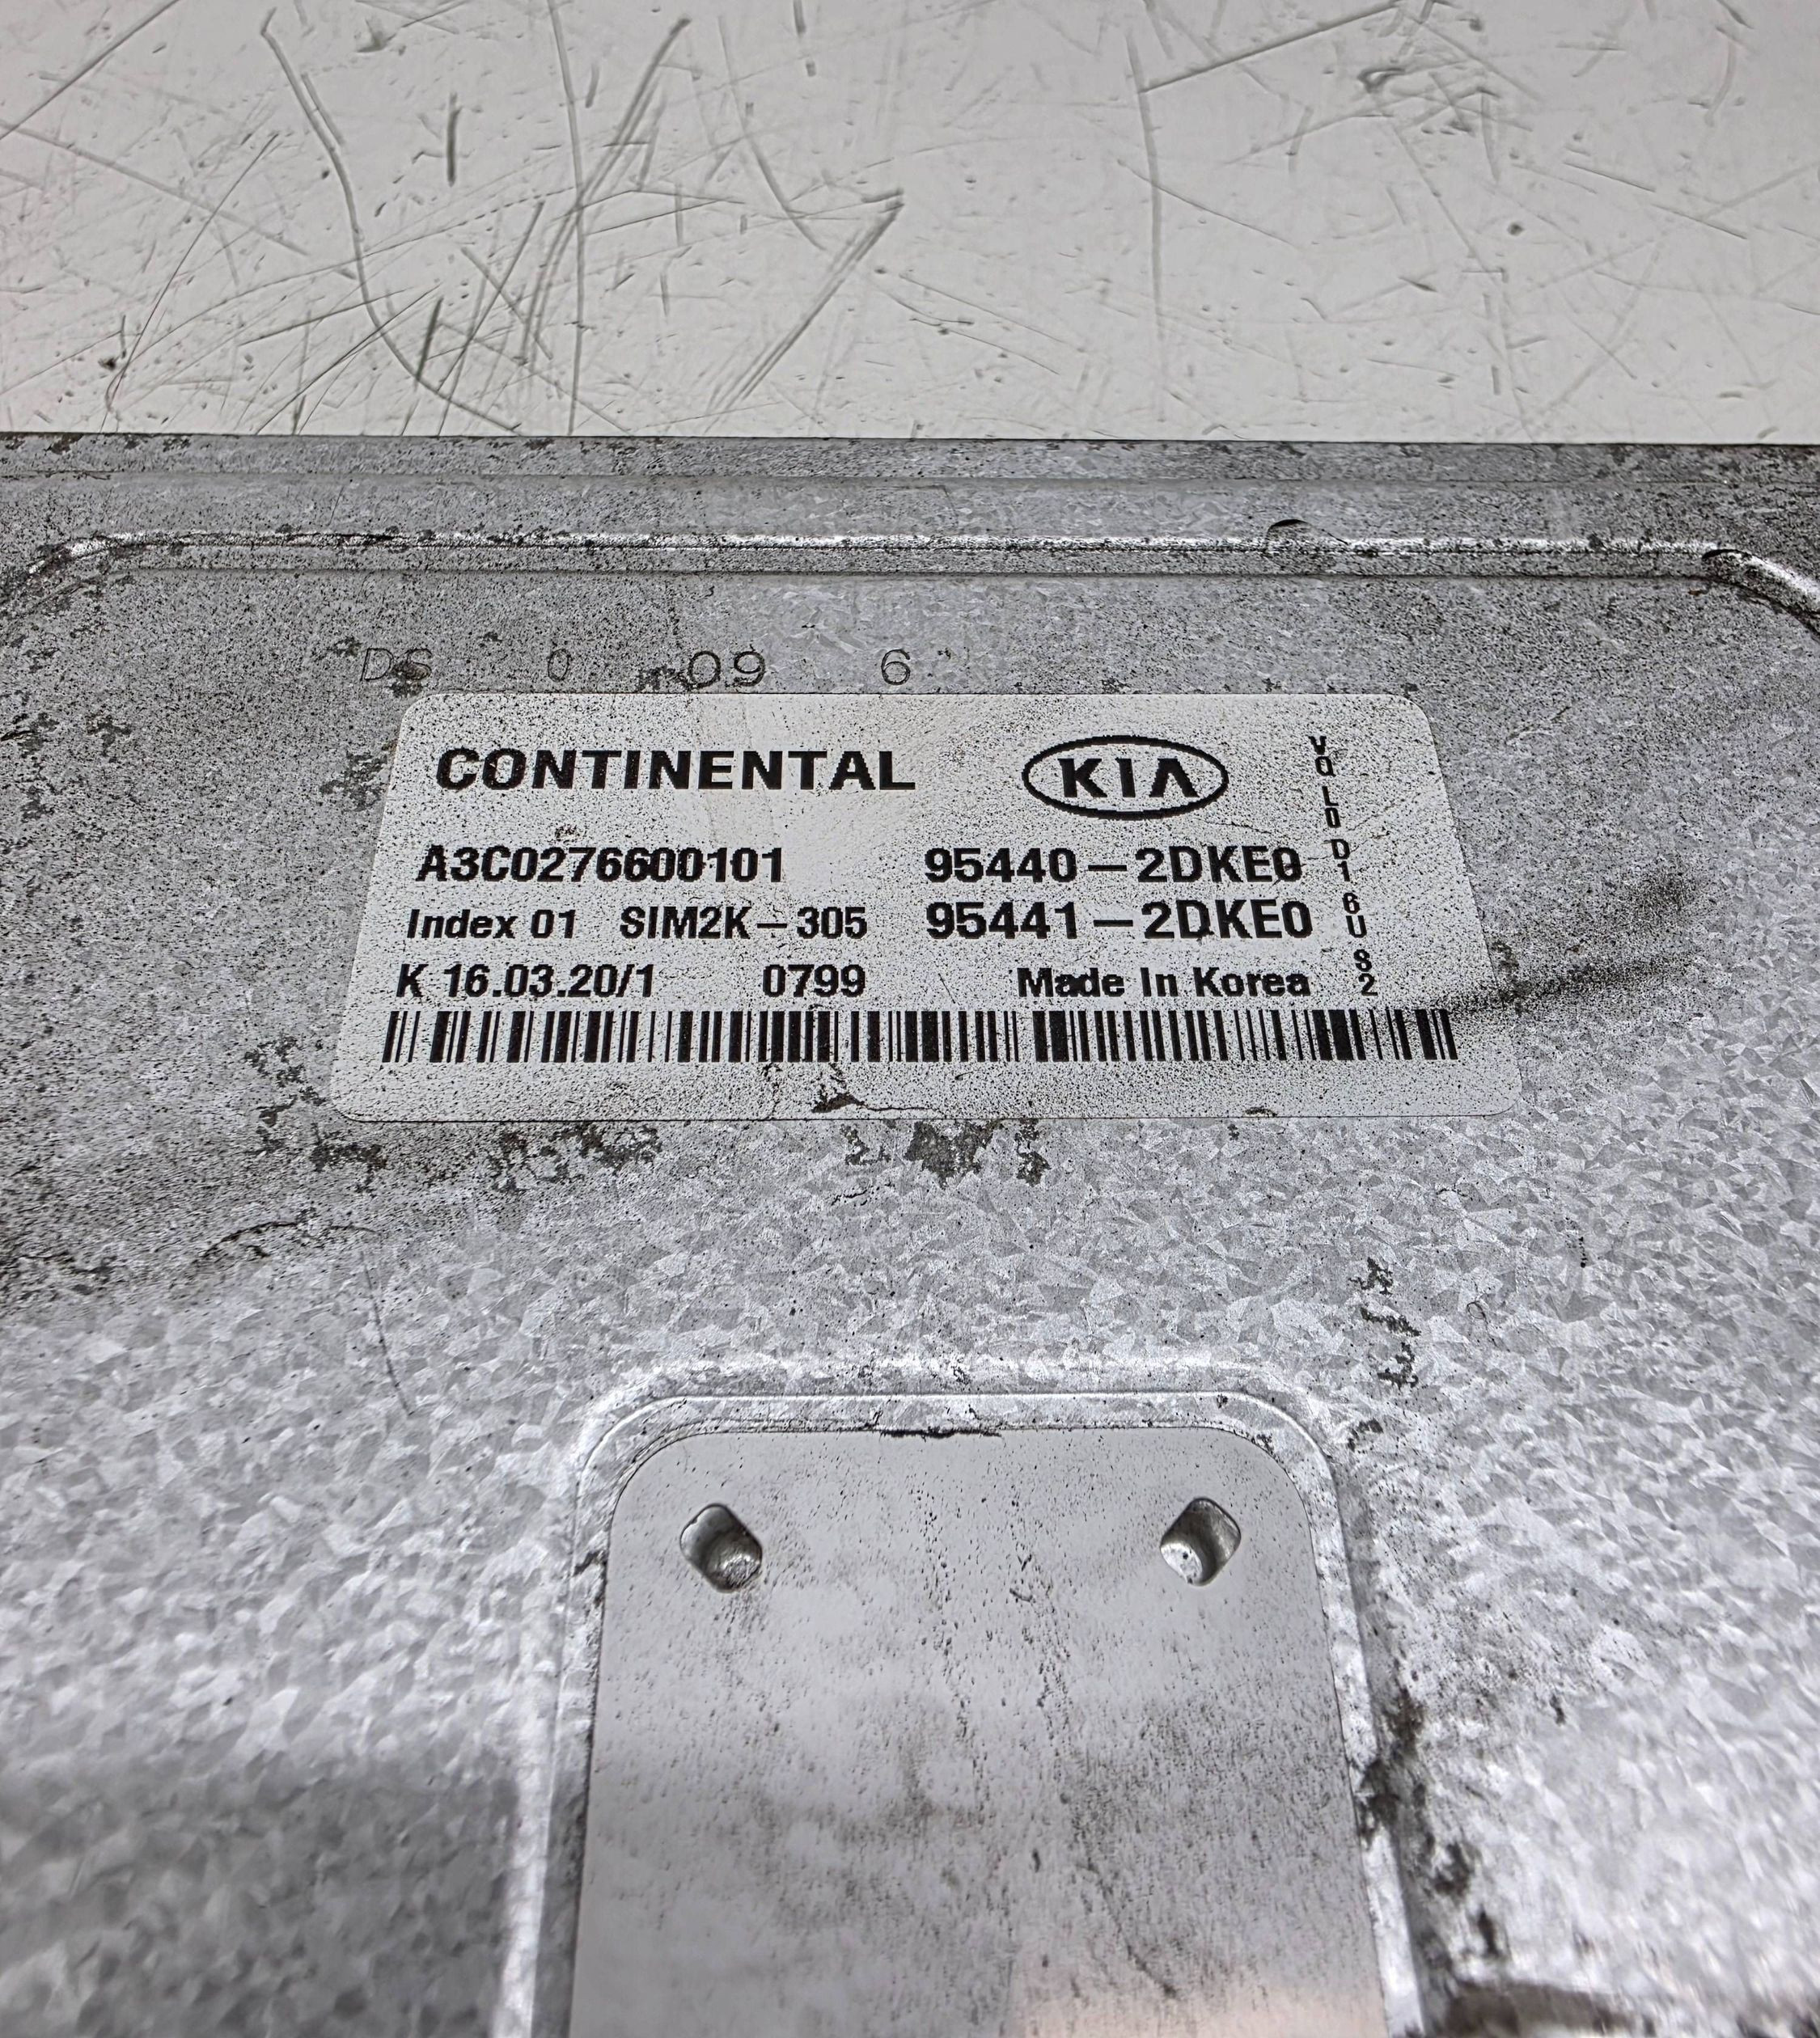 DS 0 09 6
CONTINENTAL KIA
A3C0276600101 95440-2DKE0
Index 01 SIM2K-305 95441-2DKE0
K 16.03.20/1 0799 Made In Korea
VQL0D16US2